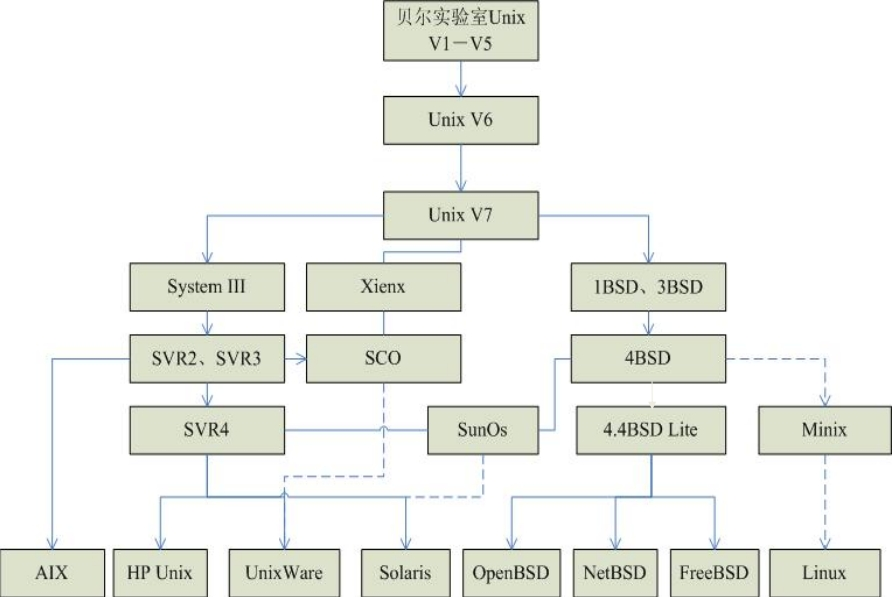 贝尔实验室Unix
V1－V5
Unix V6
Unix V7
System III
Xienx
1BSD、3BSD
SVR2、SVR3
SCO
4BSD
SVR4
SunOs
4.4BSD Lite
Minix
AIX
HP Unix
UnixWare
Solaris
OpenBSD
NetBSD
FreeBSD
Linux